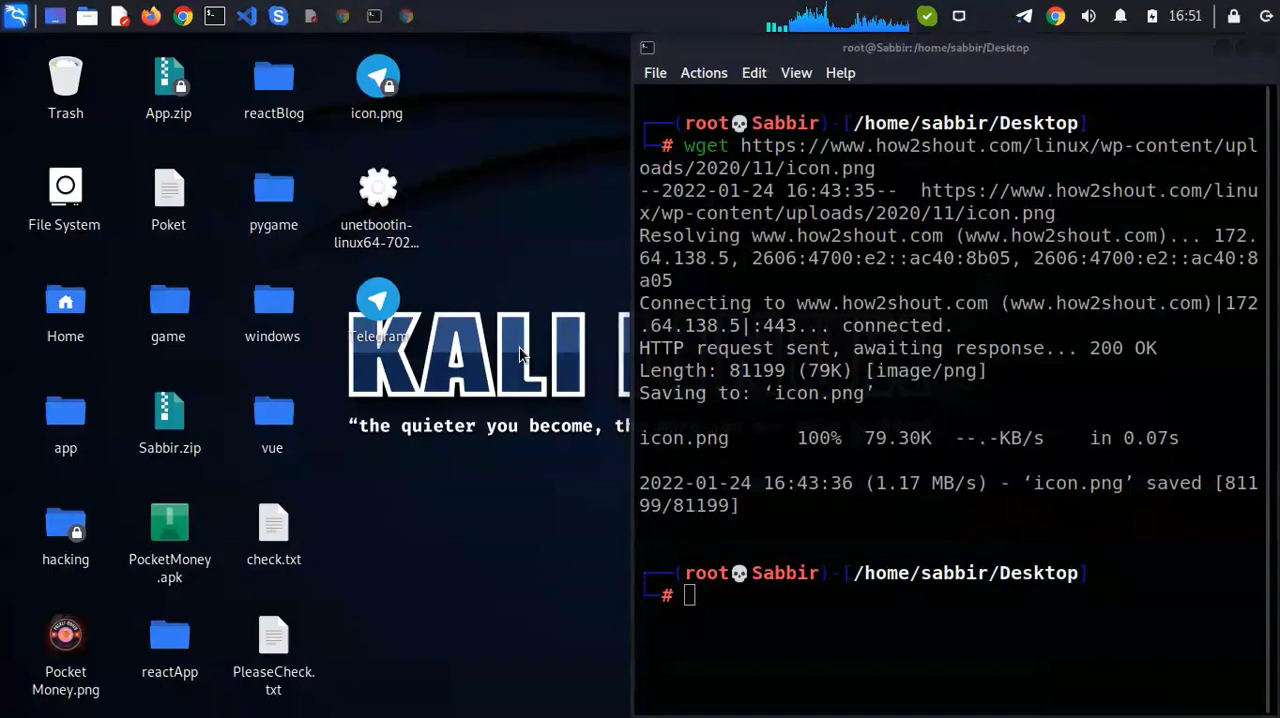 16:51
Trash
App.zip
reactBlog
icon.png
File System
Poket
pygame
unetbootin-
linux64-702...
Home
game
windows
Telegram
app
Sabbir.zip
vue
KALI
“the quieter you become, th
hacking
PocketMoney
.apk
check.txt
Pocket
Money.png
reactApp
PleaseCheck.
txt
root@Sabbir:/home/sabbir/Desktop
File Actions Edit View Help
┌──(root💀Sabbir)-[/home/sabbir/Desktop]
└─# wget https://www.how2shout.com/linux/wp-content/upl
oads/2020/11/icon.png
--2022-01-24 16:43:35-- https://www.how2shout.com/linu
x/wp-content/uploads/2020/11/icon.png
Resolving www.how2shout.com (www.how2shout.com)... 172.
64.138.5, 2606:4700:e2::ac40:8b05, 2606:4700:e2::ac40:8
a05
Connecting to www.how2shout.com (www.how2shout.com)|172
.64.138.5|:443... connected.
HTTP request sent, awaiting response... 200 OK
Length: 81199 (79K) [image/png]
Saving to: ‘icon.png’
icon.png 100% 79.30K --.-KB/s in 0.07s
2022-01-24 16:43:36 (1.17 MB/s) - ‘icon.png’ saved [811
99/81199]
┌──(root💀Sabbir)-[/home/sabbir/Desktop]
└─#